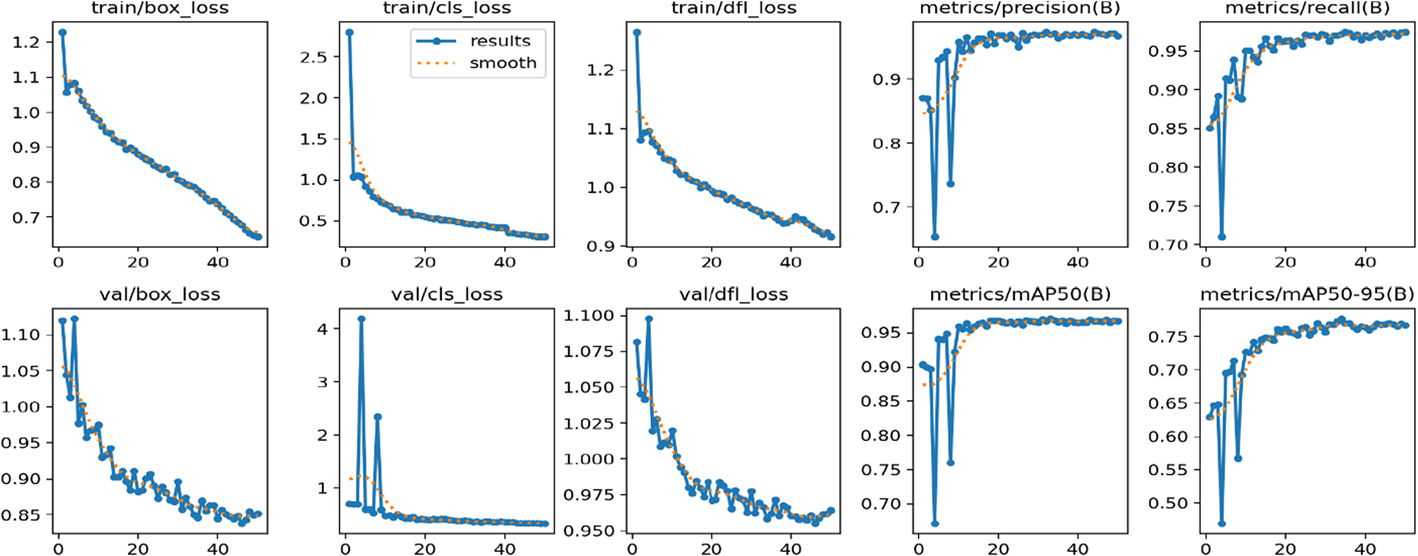 train/box_loss
train/cls_loss
train/dfl_loss
metrics/precision(B)
metrics/recall(B)
1.2
1.1
1.0
0.9
0.8
0.7
0 20 40
2.5
2.0
1.5
1.0
0.5
results
smooth
0 20 40
1.2
1.1
1.0
0.9
0 20 40
0.9
0.8
0.7
0 20 40
0.95
0.90
0.85
0.80
0.75
0.70
0 20 40
val/box_loss
val/cls_loss
val/dfl_loss
metrics/mAP50(B)
metrics/mAP50-95(B)
1.10
1.05
1.00
0.95
0.90
0.85
0 20 40
4
3
2
1
0 20 40
1.100
1.075
1.050
1.025
1.000
0.975
0.950
0 20 40
0.95
0.90
0.85
0.80
0.75
0.70
0 20 40
0.75
0.70
0.65
0.60
0.55
0.50
0 20 40